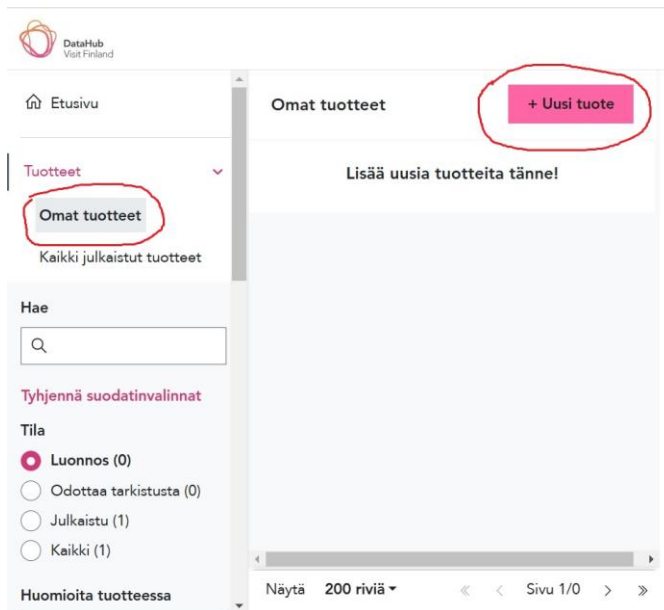 DataHub
Visit Finland
Etusivu
Tuotteet
Omat tuotteet
Kaikki julkaistut tuotteet
Hae
Tyhjennä suodatinvalinnat
Tila
Luonnos (0)
Odottaa tarkistusta (0)
Julkaistu (1)
Kaikki (1)
Huomioita tuotteessa
Omat tuotteet
+ Uusi tuote
Lisää uusia tuotteita tänne!
Näytä 200 riviä
« < Sivu 1/0 > »